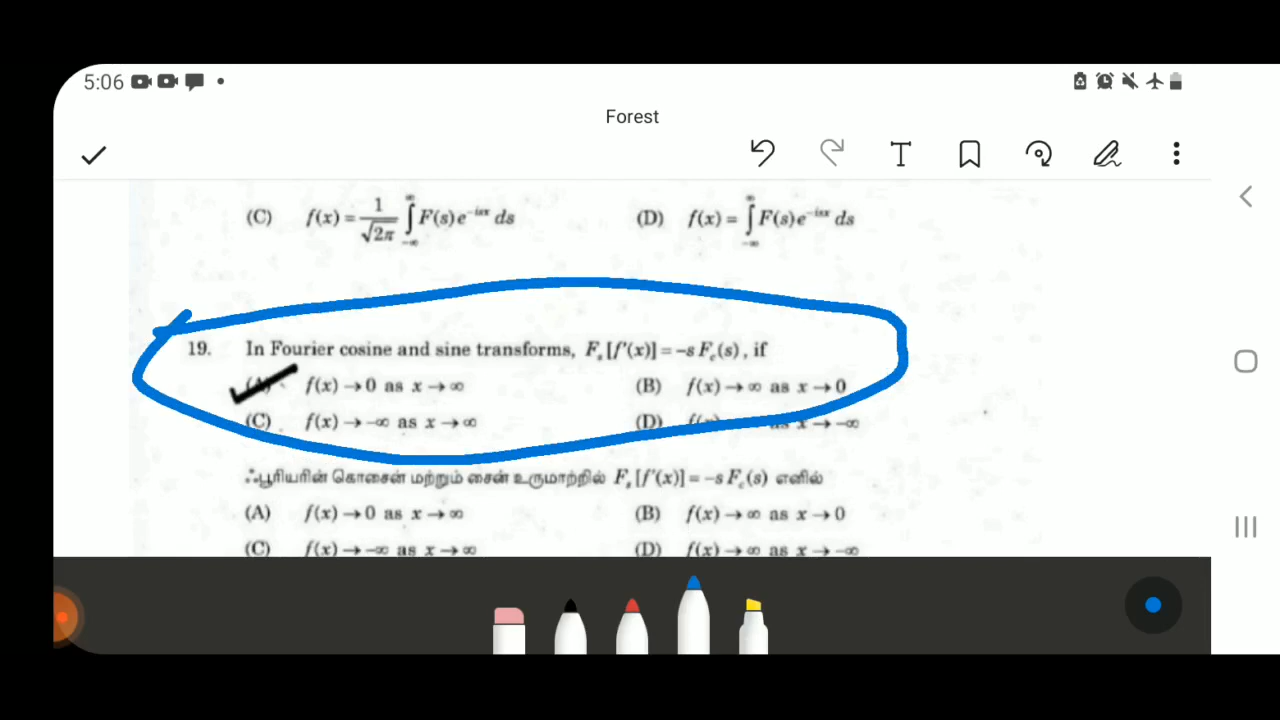 5:06
Forest
T
(C) f(x) = 1/√2π ∫_{-∞}^{∞} F(s) e^{-isx} ds (D) f(x) = ∫_{-∞}^{∞} F(s) e^{-isx} ds
19. In Fourier cosine and sine transforms, F_s[f'(x)] = -s F_c(s), if
(A) f(x) → 0 as x → ∞ (B) f(x) → ∞ as x → 0
(C) f(x) → -∞ as x → ∞ (D) as x → -∞
ஃபூரியரின் கொசைன் மற்றும் சைன் உருமாற்றில் F_s[f'(x)] = -s F_c(s) எனில்
(A) f(x) → 0 as x → ∞ (B) f(x) → ∞ as x → 0
(C) f(x) → -∞ as x → ∞ (D) f(x) → ∞ as x → -∞